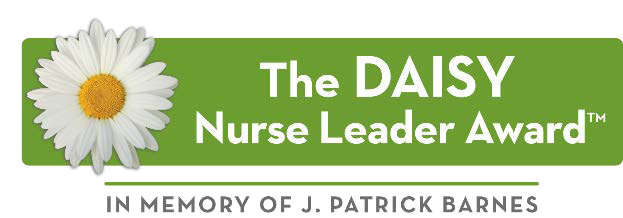 The DAISY
Nurse Leader Award™
IN MEMORY OF J. PATRICK BARNES